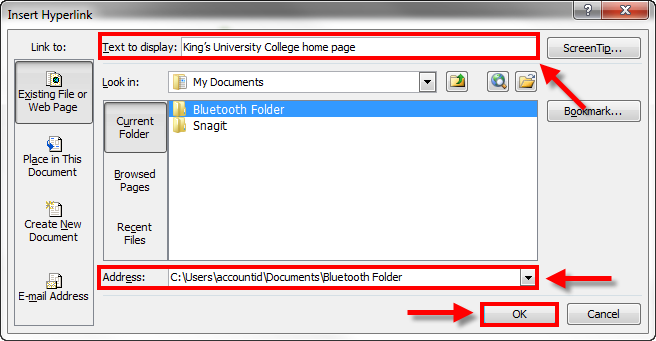 Insert Hyperlink
Link to:
Text to display: King's University College home page
ScreenTip...
Existing File or
Web Page
Look in:
My Documents
Bookmark...
Current
Folder
Bluetooth Folder
Snagit
Place in This
Document
Browsed
Pages
Create New
Document
Recent
Files
E-mail Address
Address: C:\Users\accountid\Documents\Bluetooth Folder
OK
Cancel